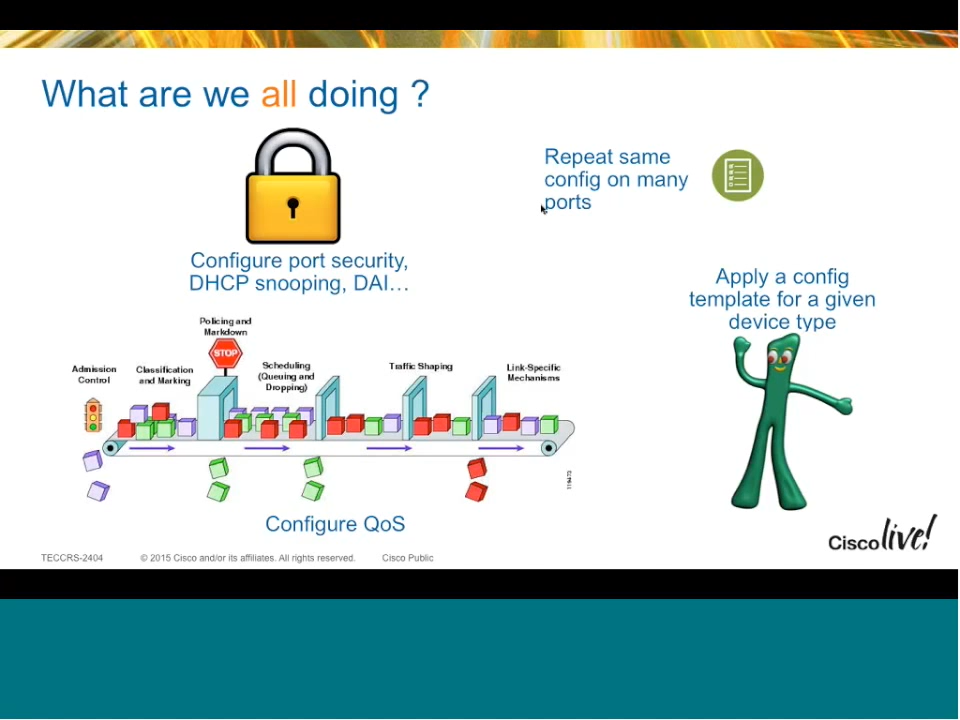 What are we all doing ?
Repeat same
config on many
ports
Configure port security,
DHCP snooping, DAI…
Apply a config
template for a given
device type
Policing and
Markdown
STOP
Admission
Control
Classification
and Marking
Scheduling
(Queuing and
Dropping)
Traffic Shaping
Link-Specific
Mechanisms
119473
Configure QoS
Cisco live!
TECCRS-2404 © 2015 Cisco and/or its affiliates. All rights reserved. Cisco Public